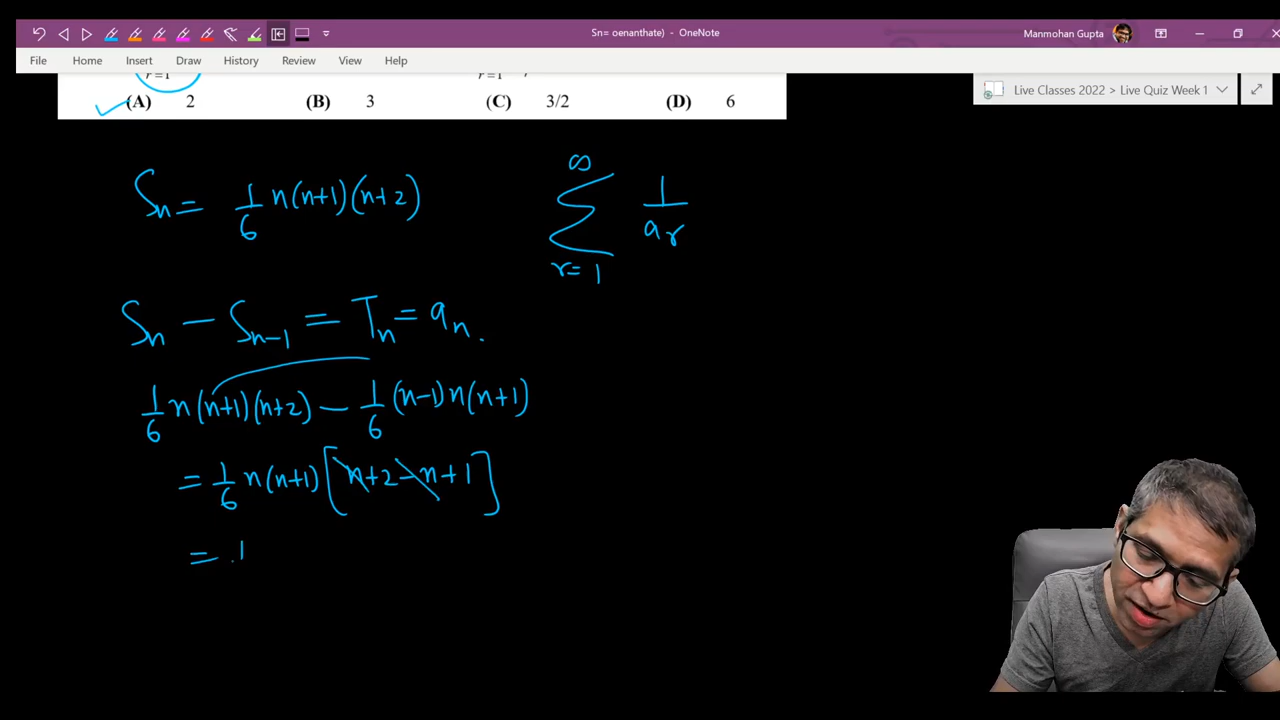 Sn= oenanthate) - OneNote
Manmohan Gupta
File Home Insert Draw History Review View Help
Live Classes 2022 > Live Quiz Week 1
r=1 r=1
(A) 2 (B) 3 (C) 3/2 (D) 6
Sn = 1/6 n(n+1)(n+2)
∞ Σ r=1 1/ar
Sn - Sn-1 = Tn = an.
1/6 n(n+1)(n+2) - 1/6 (n-1)n(n+1)
= 1/6 n(n+1)[n+2-n+1]
= 1